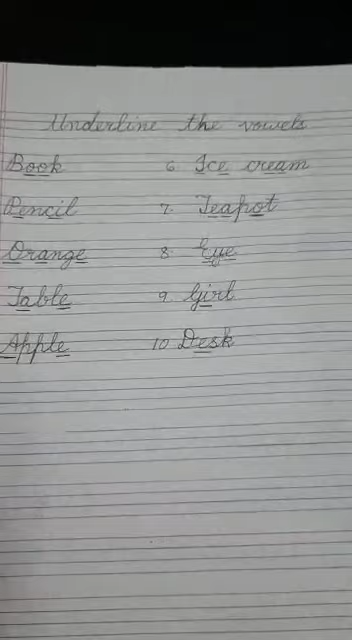 Underline the vowels
Book 6. Ice cream
Pencil 7. Teapot
Orange 8. Eye
Table 9. Girl
Apple 10 Desk